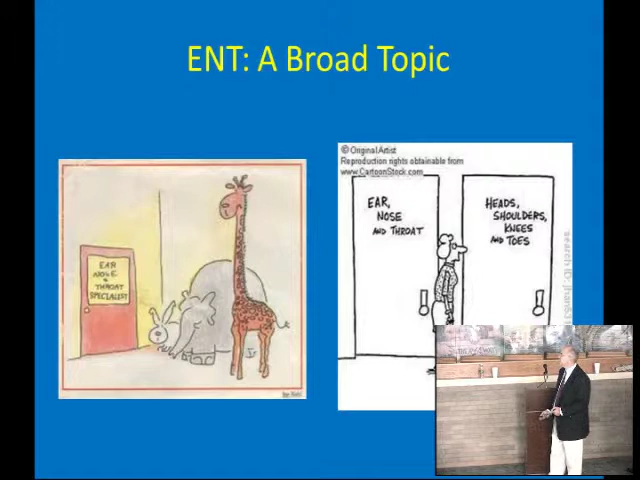 ENT: A Broad Topic
EAR
NOSE
&
THROAT
SPECIALIST
© Original Artist
Reproduction rights obtainable from
www.CartoonStock.com
EAR,
NOSE
AND THROAT
HEADS,
SHOULDERS,
KNEES
AND TOES